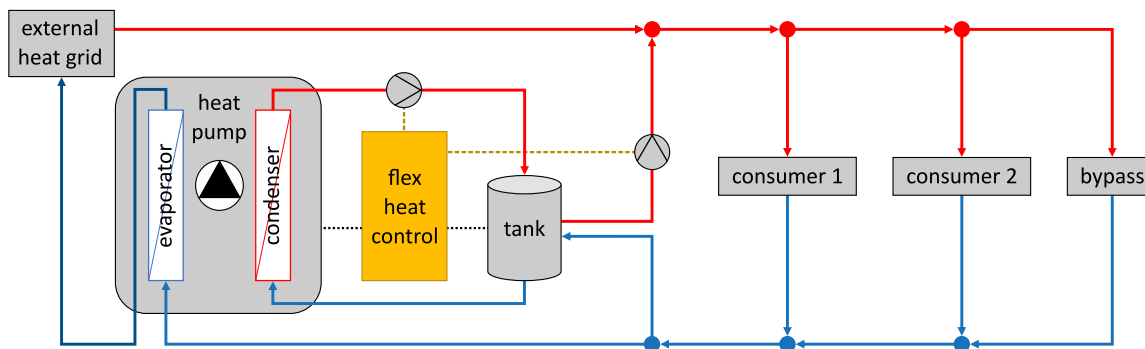 external
heat grid
heat
pump
evaporator
condenser
flex
heat
control
tank
consumer 1
consumer 2
bypass